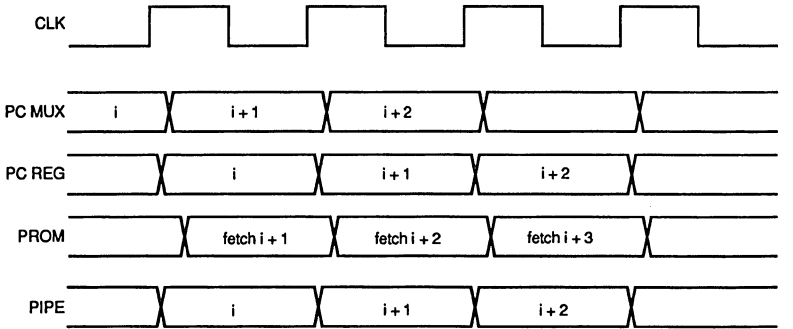 CLK
PC MUX i i + 1 i + 2
PC REG i i + 1 i + 2
PROM fetch i + 1 fetch i + 2 fetch i + 3
PIPE i i + 1 i + 2